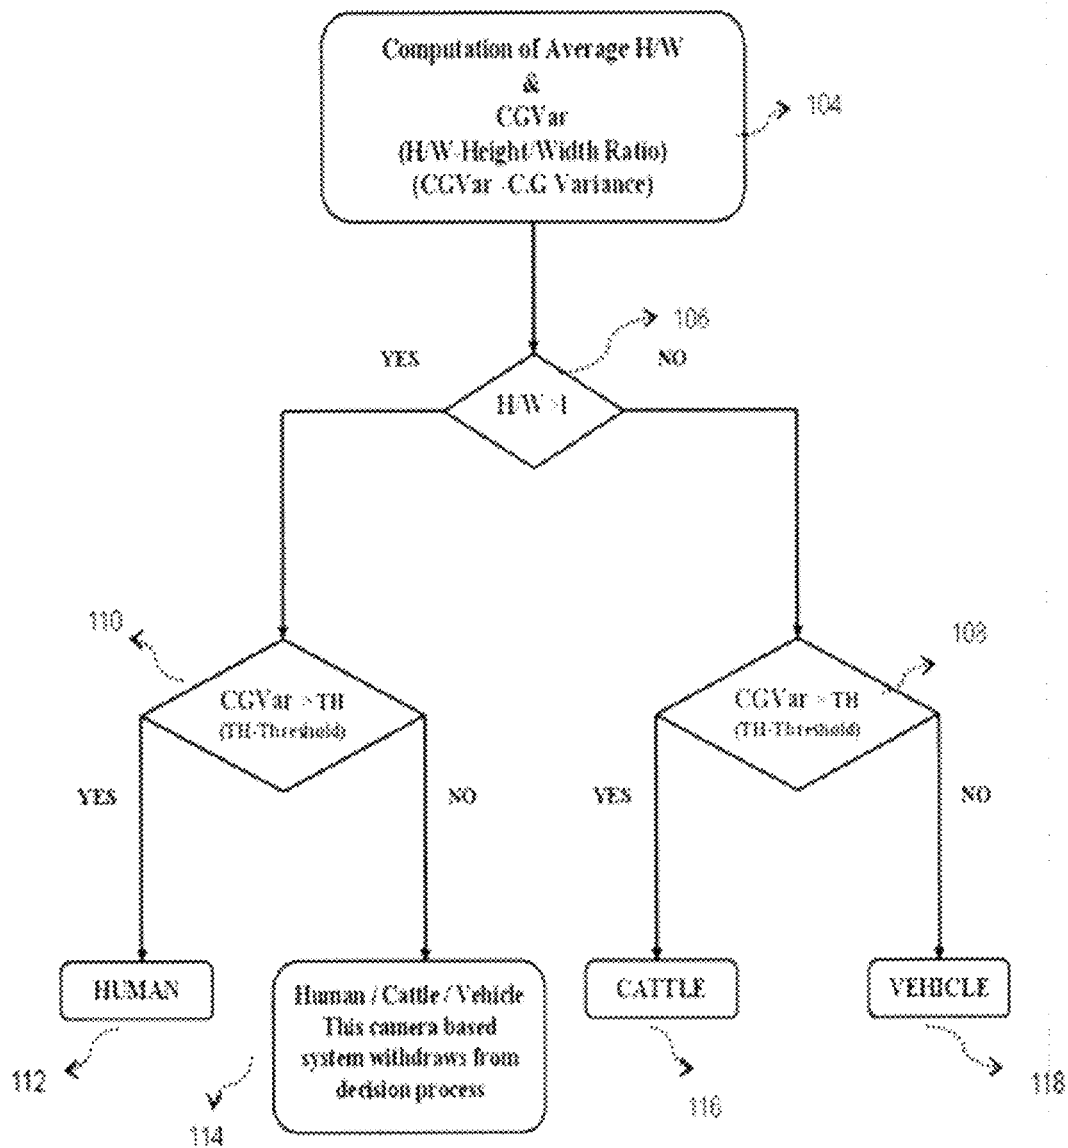 Computation of Average H/W
&
CGVar
(H/W-Height/Width Ratio)
(CGVar -C.G Variance)
104
106
YES
NO
H/W >1
110
108
CGVar > TH
(TH-Threshold)
CGVar > TH
(TH-Threshold)
YES
NO
YES
NO
HUMAN
Human / Cattle / Vehicle
This camera based
system withdraws from
decision process
CATTLE
VEHICLE
112
114
116
118